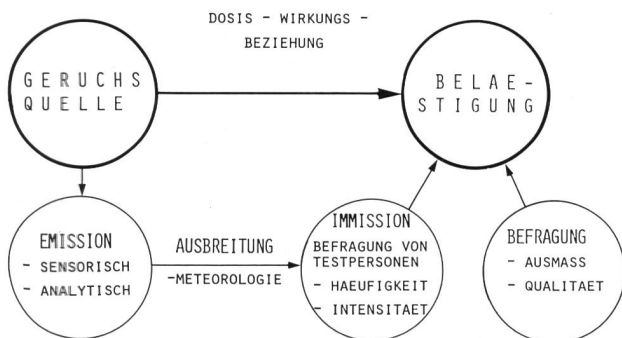 DOSIS - WIRKUNGS -
BEZIEHUNG
GERUCHS
QUELLE
BELAE-
STIGUNG
EMISSION
- SENSORISCH
- ANALYTISCH
AUSBREITUNG
-METEOROLOGIE
IMMISSION
BEFRAGUNG VON
TESTPERSONEN
- HAEUFIGKEIT
- INTENSITAET
BEFRAGUNG
- AUSMASS
- QUALITAET